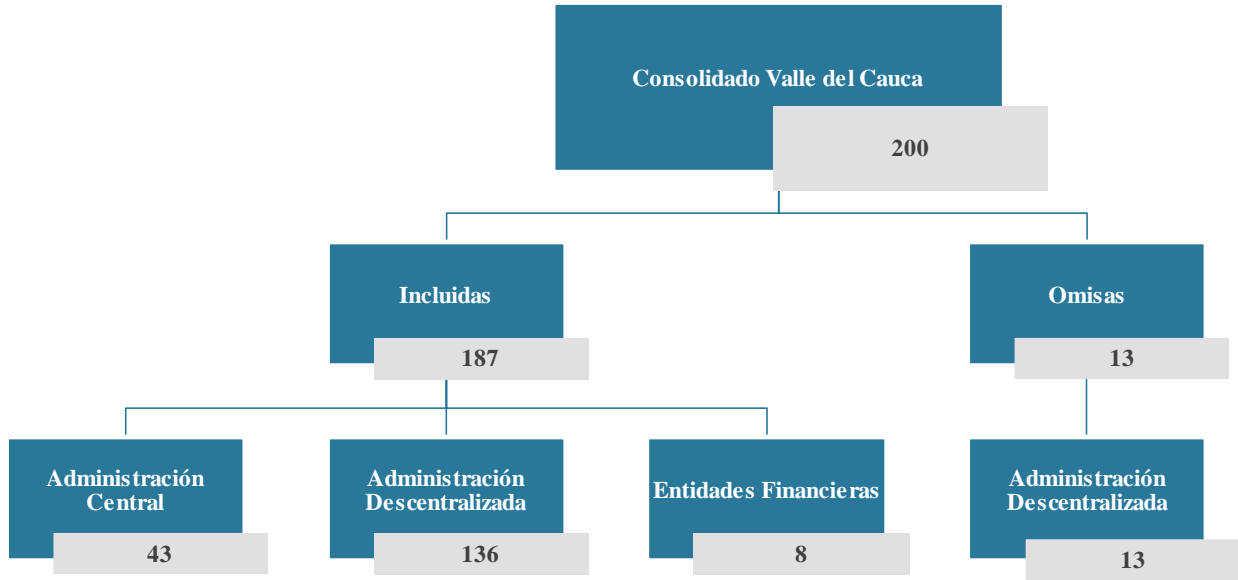 Consolidado Valle del Cauca
200
Incluidas
187
Omisas
13
Administración
Central
43
Administración
Descentralizada
136
Entidades Financieras
8
Administración
Descentralizada
13